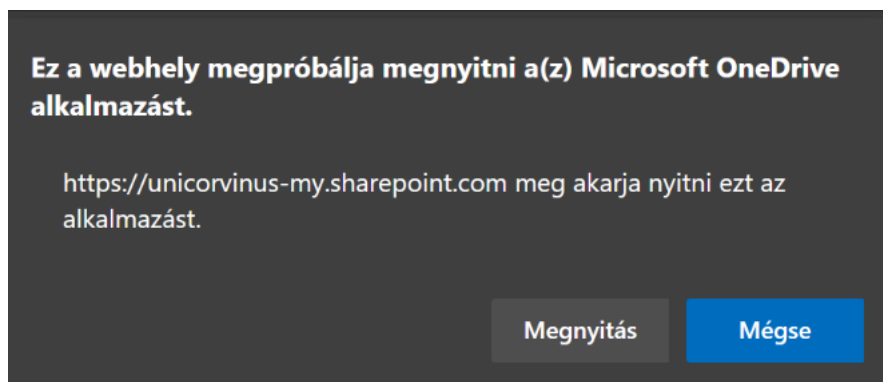 Ez a webhely megpróbálja megnyitni a(z) Microsoft OneDrive
alkalmazást.
https://unicorvinus-my.sharepoint.com meg akarja nyitni ezt az
alkalmazást.
Megnyitás
Mégse